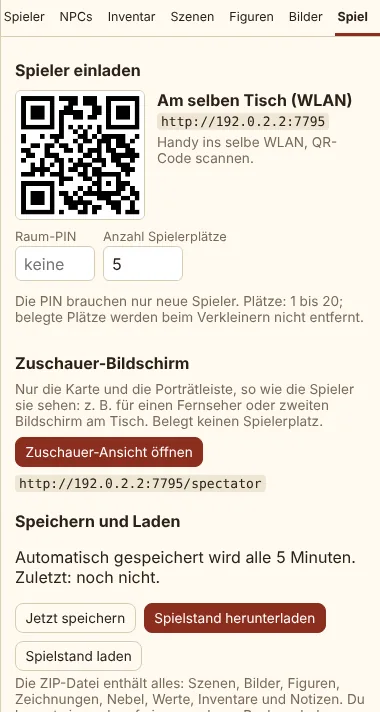 Spieler NPCs Inventar Szenen Figuren Bilder Spiel
Spieler einladen
Am selben Tisch (WLAN)
http://192.0.2.2:7795
Handy ins selbe WLAN, QR-
Code scannen.
Raum-PIN Anzahl Spielerplätze
keine 5
Die PIN brauchen nur neue Spieler. Plätze: 1 bis 20;
belegte Plätze werden beim Verkleinern nicht entfernt.
Zuschauer-Bildschirm
Nur die Karte und die Porträtleiste, so wie die Spieler
sie sehen: z. B. für einen Fernseher oder zweiten
Bildschirm am Tisch. Belegt keinen Spielerplatz.
Zuschauer-Ansicht öffnen
http://192.0.2.2:7795/spectator
Speichern und Laden
Automatisch gespeichert wird alle 5 Minuten.
Zuletzt: noch nicht.
Jetzt speichern Spielstand herunterladen
Spielstand laden
Die ZIP-Datei enthält alles: Szenen, Bilder, Figuren,
Zeichnungen, Nebel, Werte, Inventare und Notizen. Du